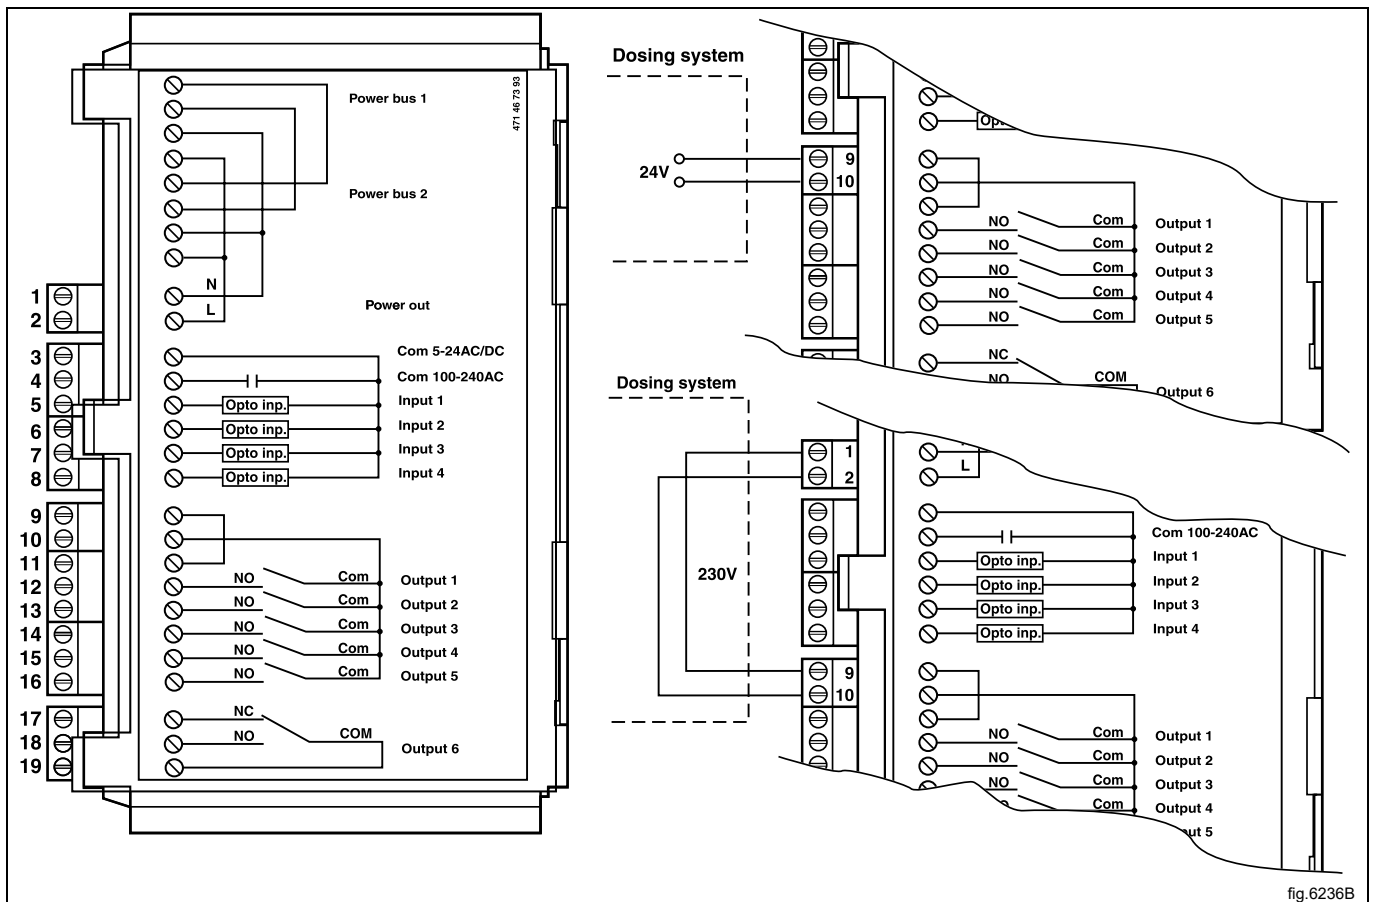 471 46 73 93
Power bus 1
Power bus 2
N
L
Power out
1
2
3
4
5
6
7
8
9
10
11
12
13
14
15
16
17
18
19
Com 5-24AC/DC
Com 100-240AC
Opto inp. Input 1
Opto inp. Input 2
Opto inp. Input 3
Opto inp. Input 4
NO Com Output 1
NO Com Output 2
NO Com Output 3
NO Com Output 4
NO Com Output 5
NC
NO COM Output 6
Dosing system
24V
9
10
NO Com Output 1
NO Com Output 2
NO Com Output 3
NO Com Output 4
NO Com Output 5
NC
NO COM
Output 6
Dosing system
230V
1
2
L
Com 100-240AC
Opto inp. Input 1
Opto inp. Input 2
Opto inp. Input 3
Opto inp. Input 4
9
10
NO Com Output 1
NO Com Output 2
NO Com Output 3
Com Output 4
5
fig.6236B